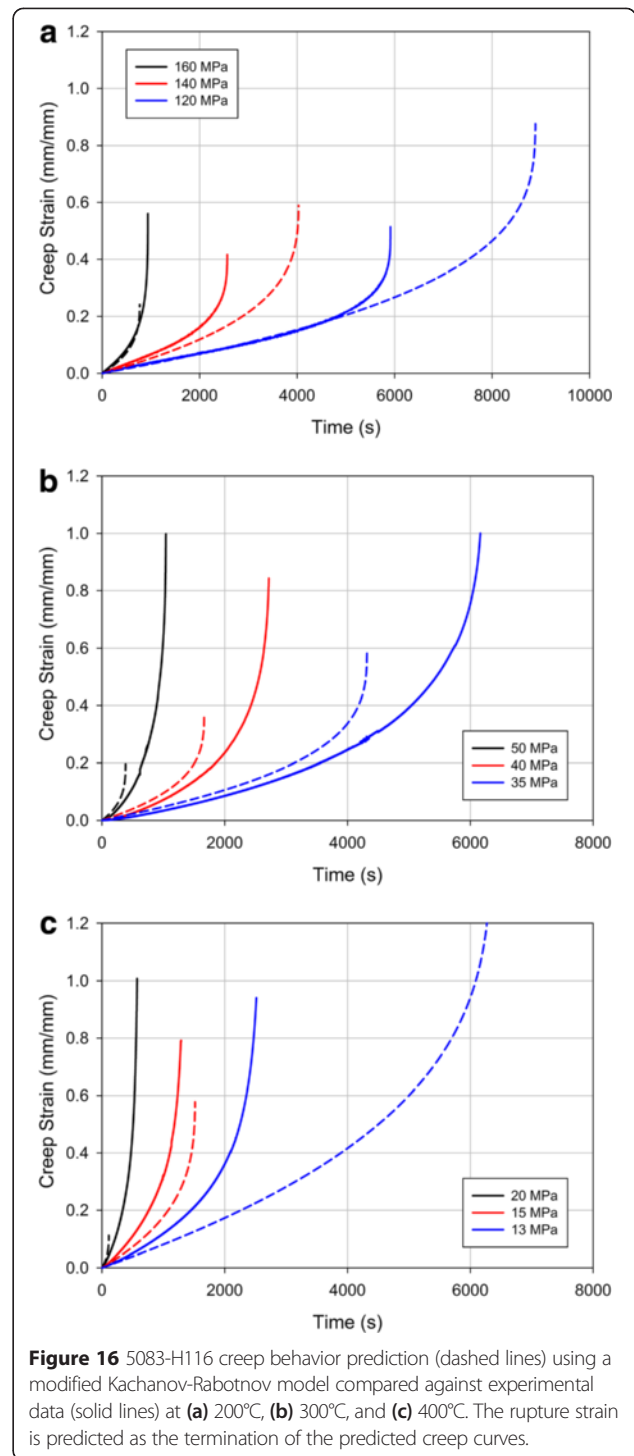 a
160 MPa
140 MPa
120 MPa
Creep Strain (mm/mm)
1.2
1.0
0.8
0.6
0.4
0.2
0.0
0 2000 4000 6000 8000 10000
Time (s)
b
50 MPa
40 MPa
35 MPa
Creep Strain (mm/mm)
1.2
1.0
0.8
0.6
0.4
0.2
0.0
0 2000 4000 6000 8000
Time (s)
c
20 MPa
15 MPa
13 MPa
Creep Strain (mm/mm)
1.2
1.0
0.8
0.6
0.4
0.2
0.0
0 2000 4000 6000 8000
Time (s)
Figure 16 5083-H116 creep behavior prediction (dashed lines) using a
modified Kachanov-Rabotnov model compared against experimental
data (solid lines) at (a) 200°C, (b) 300°C, and (c) 400°C. The rupture strain
is predicted as the termination of the predicted creep curves.